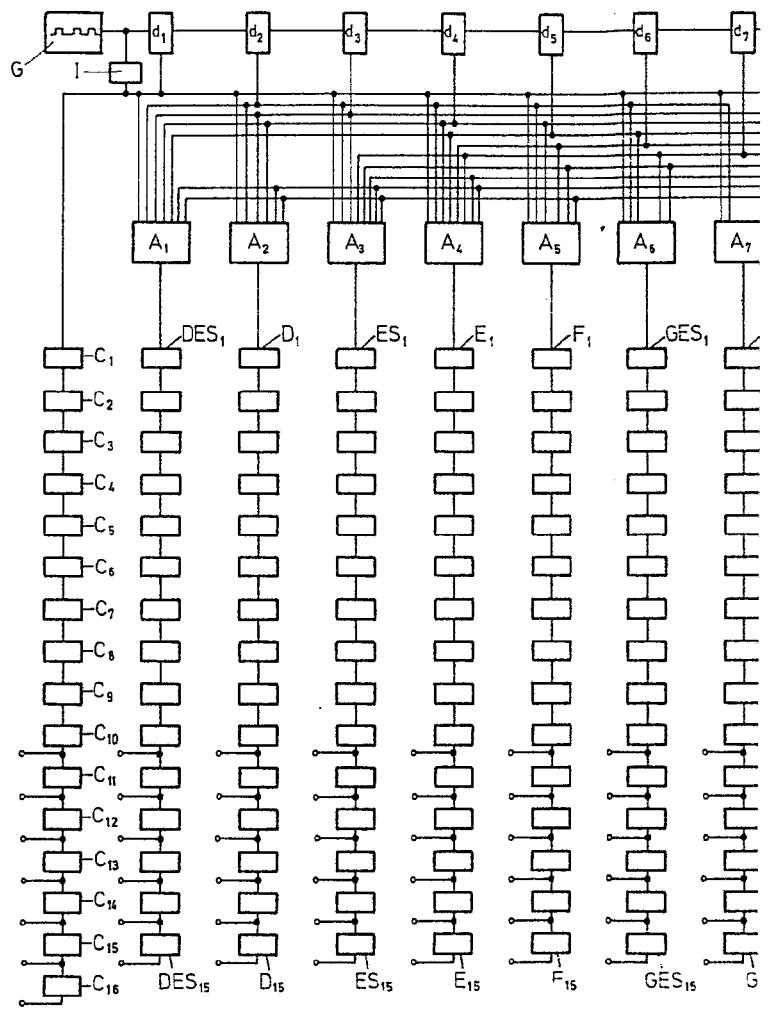 d₁ d₂ d₃ d₄ d₅ d₆ d₇
G I
A₁ A₂ A₃ A₄ A₅ A₆ A₇
DES₁ D₁ ES₁ E₁ F₁ GES₁
C₁
C₂
C₃
C₄
C₅
C₆
C₇
C₈
C₉
C₁₀
C₁₁
C₁₂
C₁₃
C₁₄
C₁₅
DES₁₅ D₁₅ ES₁₅ E₁₅ F₁₅ GES₁₅ G
C₁₆